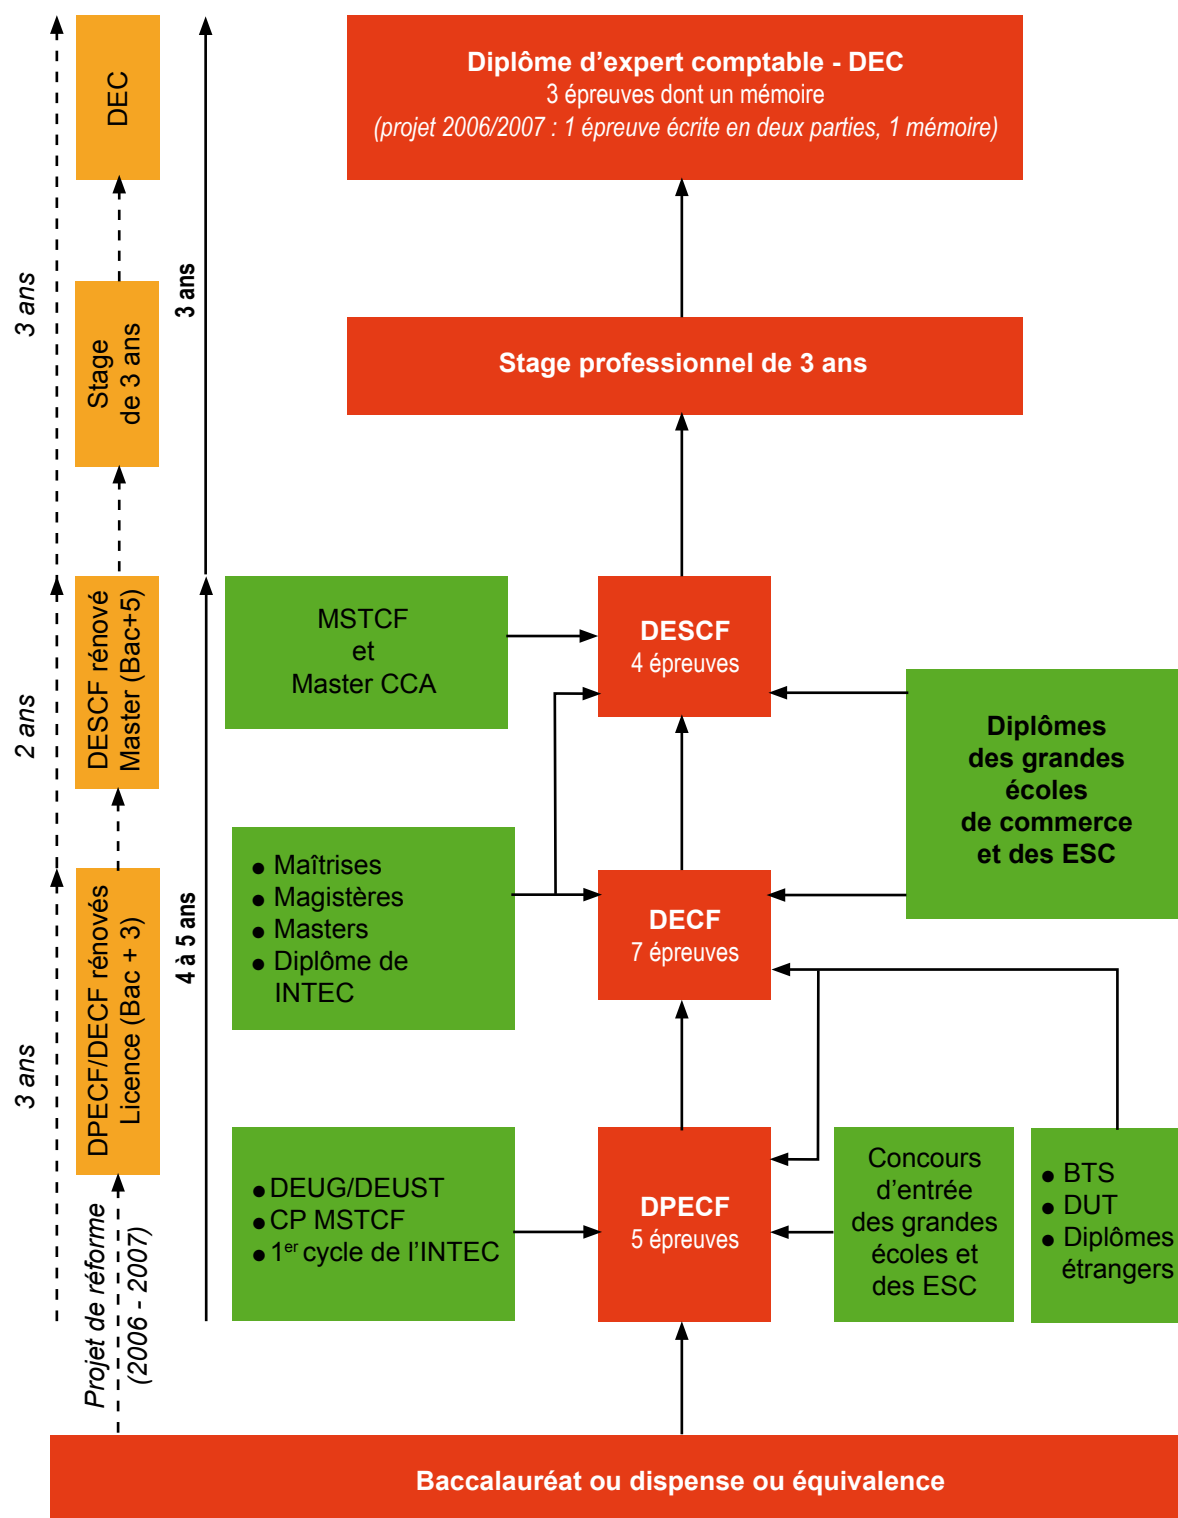 Diplôme d'expert comptable - DEC
3 épreuves dont un mémoire
(projet 2006/2007 : 1 épreuve écrite en deux parties, 1 mémoire)
DEC
3 ans
3 ans
Stage
de 3 ans
Stage professionnel de 3 ans
2 ans
DESCF rénové
Master (Bac+5)
MSTCF
et
Master CCA
DESCF
4 épreuves
Diplômes
des grandes
écoles
de commerce
et des ESC
4 à 5 ans
● Maîtrises
● Magistères
● Masters
● Diplôme de
INTEC
DECF
7 épreuves
3 ans
DPECF/DECF rénovés
Licence (Bac + 3)
● DEUG/DEUST
● CP MSTCF
● 1er cycle de l'INTEC
DPECF
5 épreuves
Concours
d'entrée
des grandes
écoles et
des ESC
● BTS
● DUT
● Diplômes
étrangers
Projet de réforme
(2006 - 2007)
Baccalauréat ou dispense ou équivalence